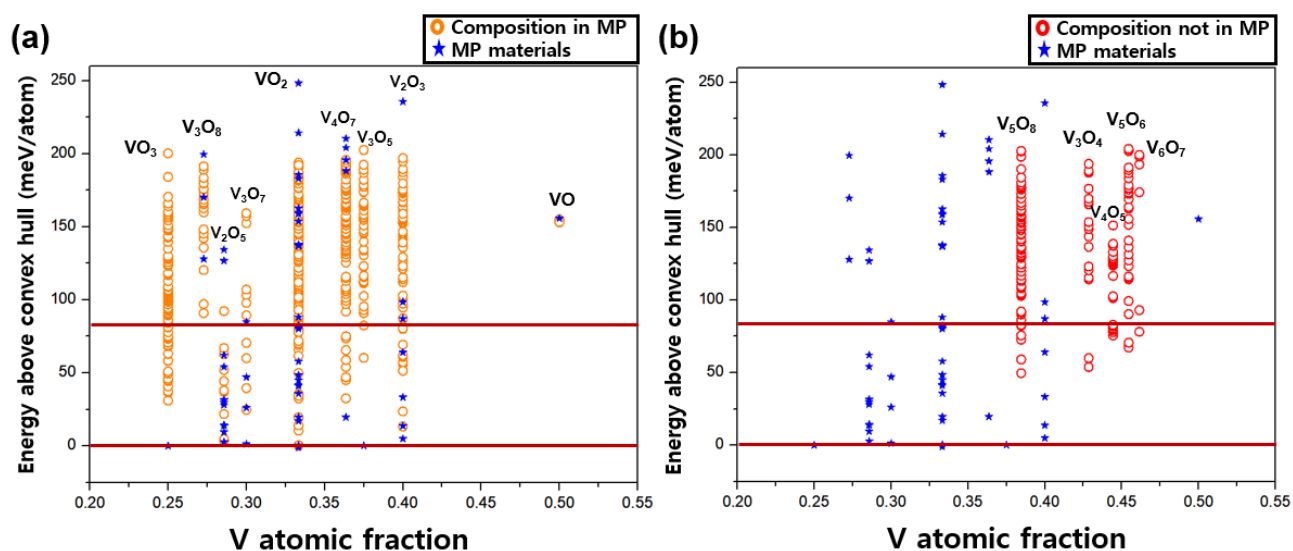 (a)
Composition in MP
MP materials
Energy above convex hull (meV/atom)
250
200
150
100
50
0
VO₃
V₃O₈
V₂O₅
V₃O₇
VO₂
V₄O₇
V₃O₅
V₂O₃
VO
0.20 0.25 0.30 0.35 0.40 0.45 0.50 0.55
V atomic fraction
(b)
Composition not in MP
MP materials
Energy above convex hull (meV/atom)
250
200
150
100
50
0
V₅O₈
V₃O₄
V₄O₅
V₅O₆
V₆O₇
0.20 0.25 0.30 0.35 0.40 0.45 0.50 0.55
V atomic fraction